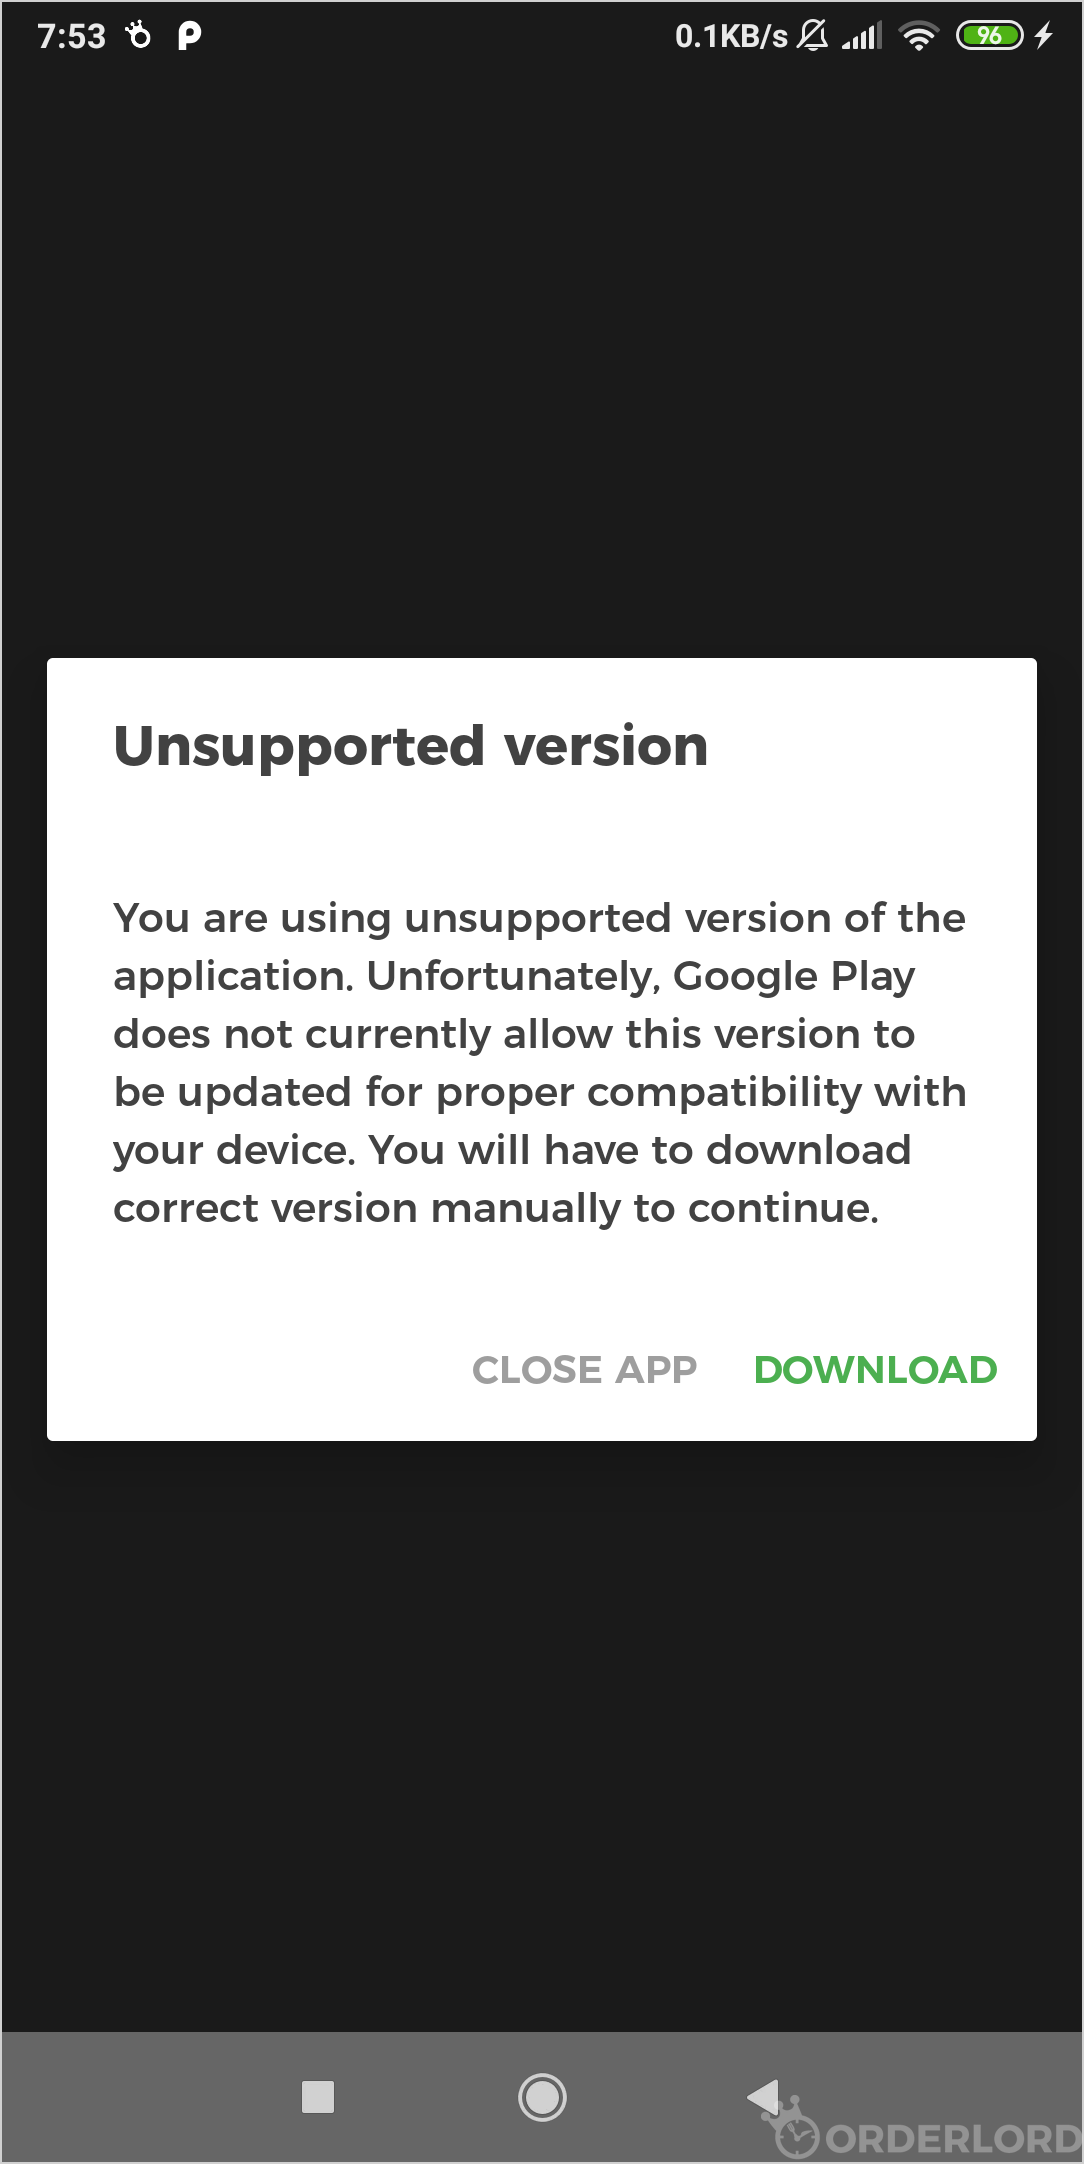 7:53 0.1KB/s 96
Unsupported version
You are using unsupported version of the
application. Unfortunately, Google Play
does not currently allow this version to
be updated for proper compatibility with
your device. You will have to download
correct version manually to continue.
CLOSE APP DOWNLOAD
ORDERLORD